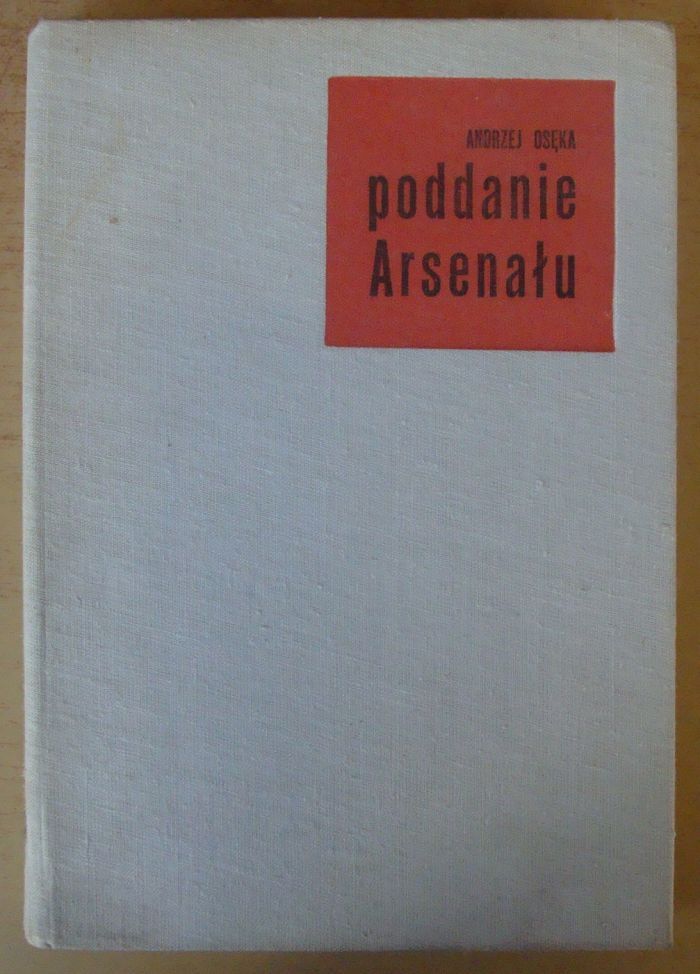 ANDRZEJ OSĘKA
poddanie
Arsenału